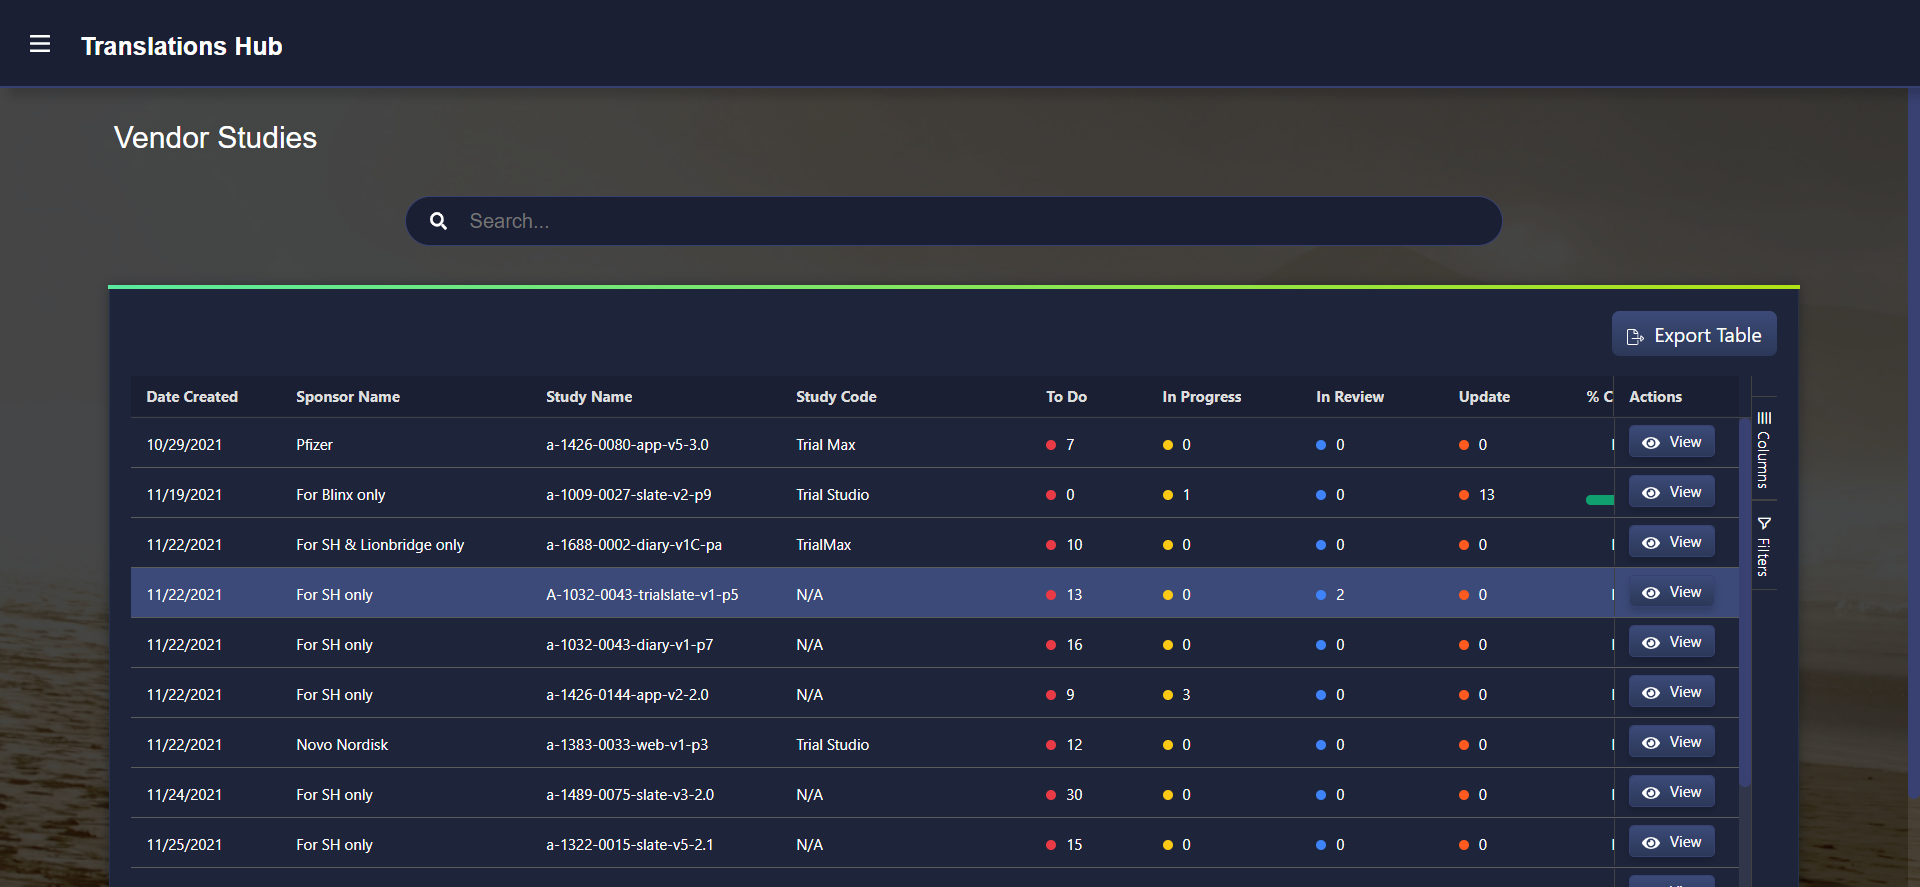 Translations Hub
Vendor Studies
Search...
Export Table
Date Created Sponsor Name Study Name Study Code To Do In Progress In Review Update % C Actions
10/29/2021 Pfizer a-1426-0080-app-v5-3.0 Trial Max 7 0 0 0 View
11/19/2021 For Blinx only a-1009-0027-slate-v2-p9 Trial Studio 0 1 0 13 View
11/22/2021 For SH & Lionbridge only a-1688-0002-diary-v1C-pa TrialMax 10 0 0 0 View
11/22/2021 For SH only A-1032-0043-trialslate-v1-p5 N/A 13 0 2 0 View
11/22/2021 For SH only a-1032-0043-diary-v1-p7 N/A 16 0 0 0 View
11/22/2021 For SH only a-1426-0144-app-v2-2.0 N/A 9 3 0 0 View
11/22/2021 Novo Nordisk a-1383-0033-web-v1-p3 Trial Studio 12 0 0 0 View
11/24/2021 For SH only a-1489-0075-slate-v3-2.0 N/A 30 0 0 0 View
11/25/2021 For SH only a-1322-0015-slate-v5-2.1 N/A 15 0 0 0 View
Columns
Filters